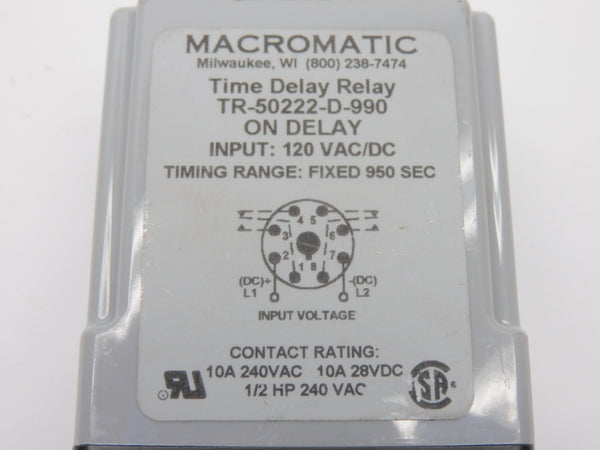 MACROMATIC
Milwaukee, WI (800) 238-7474
Time Delay Relay
TR-50222-D-990
ON DELAY
INPUT: 120 VAC/DC
TIMING RANGE: FIXED 950 SEC
4 5
3 6
2 7
1 8
(DC)+ -(DC)
L1 L2
INPUT VOLTAGE
CONTACT RATING:
10A 240VAC 10A 28VDC
1/2 HP 240 VAC
RU
SA